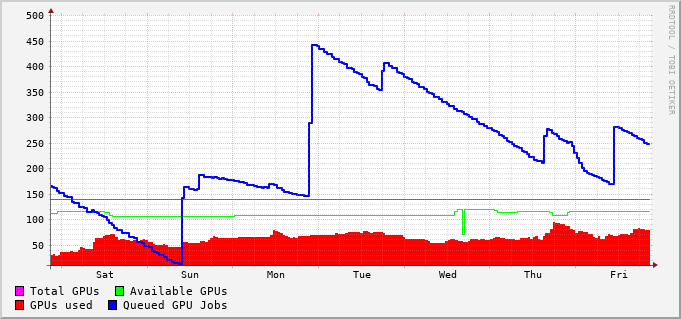 500
450
400
350
300
250
200
150
100
50
Sat Sun Mon Tue Wed Thu Fri
Total GPUs Available GPUs
GPUs used Queued GPU Jobs
RRDTOOL / TOBI OETIKER